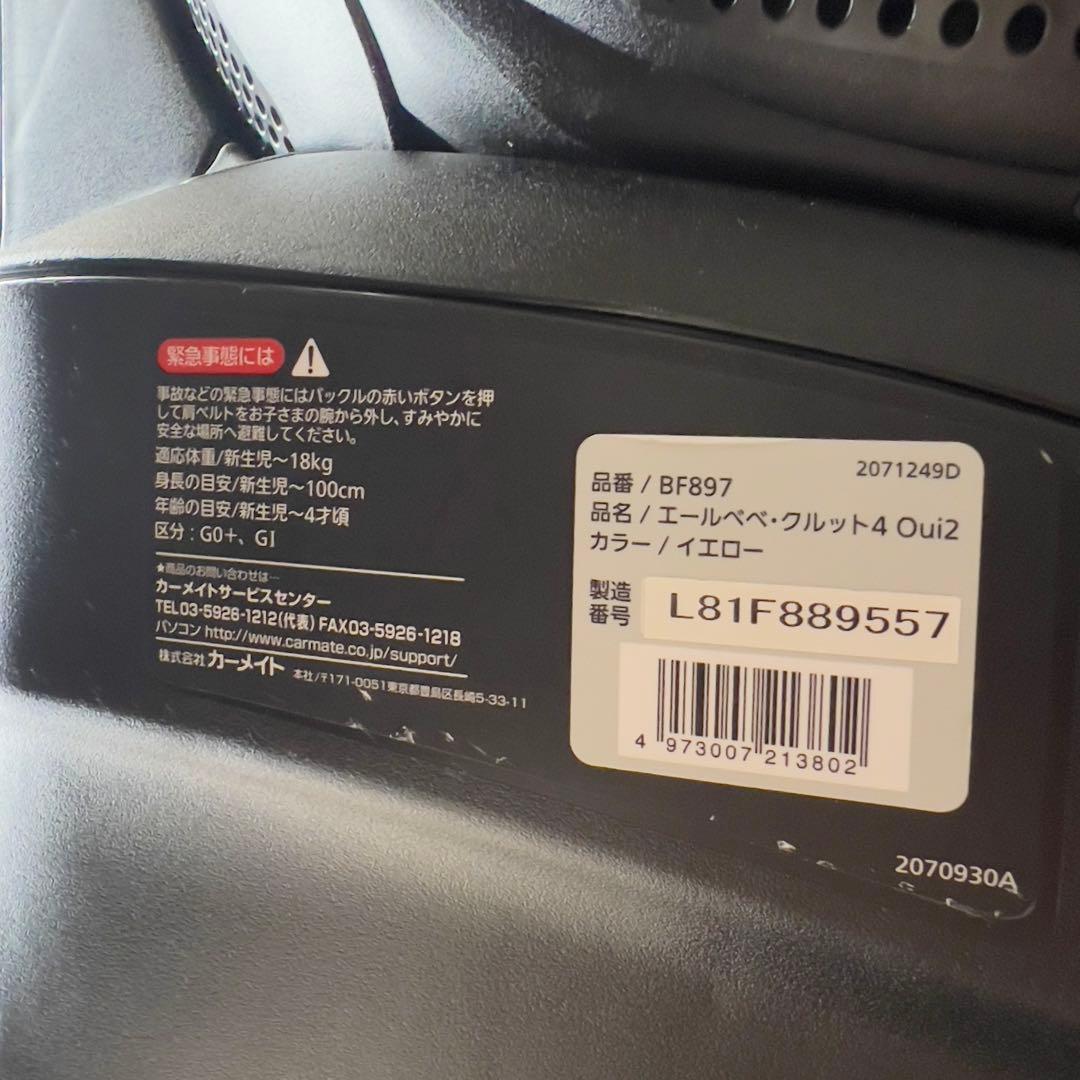 緊急事態には
事故などの緊急事態にはバックルの赤いボタンを押
して肩ベルトをお子さまの腕から外し、すみやかに
安全な場所へ避難してください。
適応体重/新生児〜18kg
身長の目安/新生児〜100cm
年齢の目安/新生児〜4才頃
区分：G0+、GI
★商品のお問い合わせは…
カーメイトサービスセンター
TEL03-5926-1212(代表) FAX03-5926-1218
パソコン http://www.carmate.co.jp/support/
株式会社 カーメイト 本社/〒171-0051東京都豊島区長崎5-33-11
2071249D
品番 / BF897
品名 / エールベベ・クルット4 Oui2
カラー / イエロー
製造番号 L81F889557
4 973007 213802
2070930A